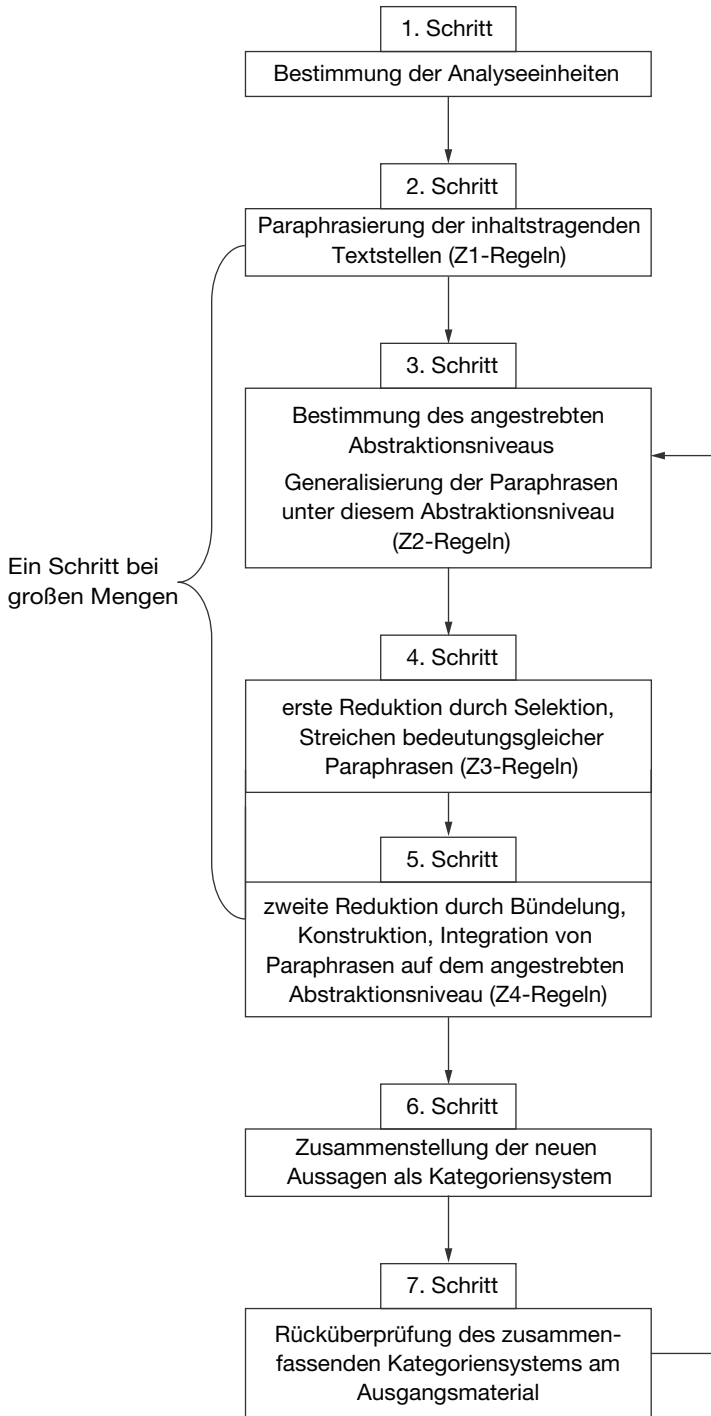 1. Schritt
Bestimmung der Analyseeinheiten
2. Schritt
Paraphrasierung der inhaltstragenden
Textstellen (Z1-Regeln)
3. Schritt
Bestimmung des angestrebten
Abstraktionsniveaus
Generalisierung der Paraphrasen
unter diesem Abstraktionsniveau
(Z2-Regeln)
Ein Schritt bei
großen Mengen
4. Schritt
erste Reduktion durch Selektion,
Streichen bedeutungsgleicher
Paraphrasen (Z3-Regeln)
5. Schritt
zweite Reduktion durch Bündelung,
Konstruktion, Integration von
Paraphrasen auf dem angestrebten
Abstraktionsniveau (Z4-Regeln)
6. Schritt
Zusammenstellung der neuen
Aussagen als Kategoriensystem
7. Schritt
Rücküberprüfung des zusammen-
fassenden Kategoriensystems am
Ausgangsmaterial